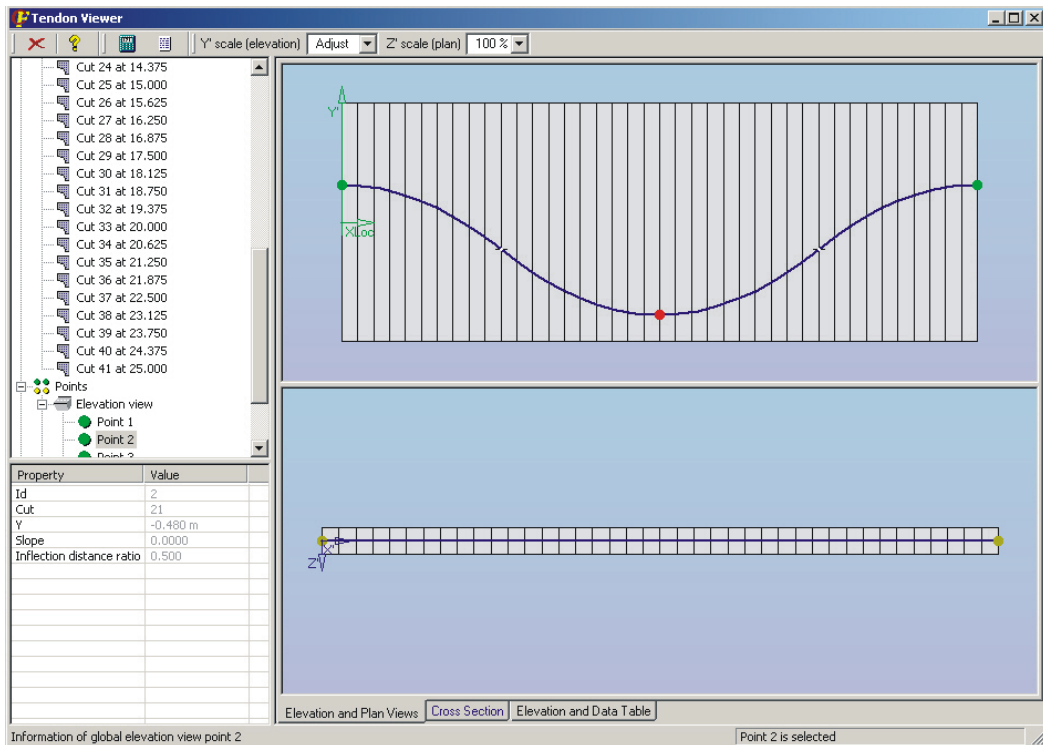 Tendon Viewer
Y' scale (elevation) Adjust Z' scale (plan) 100 %
Cut 24 at 14.375
Cut 25 at 15.000
Cut 26 at 15.625
Cut 27 at 16.250
Cut 28 at 16.875
Cut 29 at 17.500
Cut 30 at 18.125
Cut 31 at 18.750
Cut 32 at 19.375
Cut 33 at 20.000
Cut 34 at 20.625
Cut 35 at 21.250
Cut 36 at 21.875
Cut 37 at 22.500
Cut 38 at 23.125
Cut 39 at 23.750
Cut 40 at 24.375
Cut 41 at 25.000
Points
Elevation view
Point 1
Point 2
Point 3
Property Value
Id 2
Cut 21
Y -0.480 m
Slope 0.0000
Inflection distance ratio 0.500
Y'
XLoc
X'
Z'
Elevation and Plan Views Cross Section Elevation and Data Table
Information of global elevation view point 2 Point 2 is selected